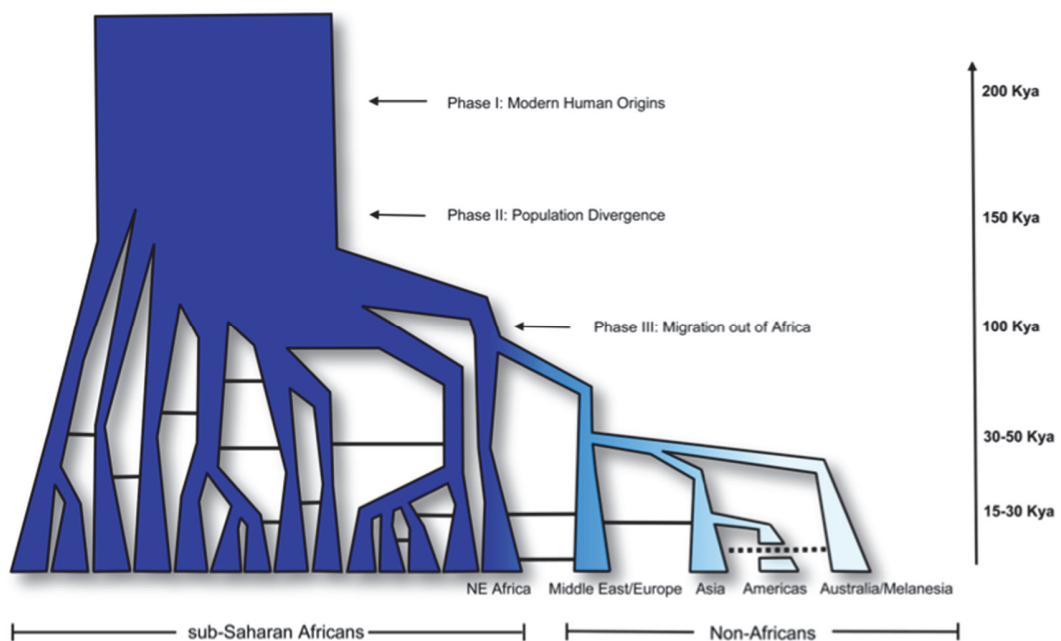 200 Kya
Phase I: Modern Human Origins
Phase II: Population Divergence
150 Kya
Phase III: Migration out of Africa
100 Kya
30-50 Kya
15-30 Kya
NE Africa
Middle East/Europe
Asia
Americas
Australia/Melanesia
sub-Saharan Africans
Non-Africans